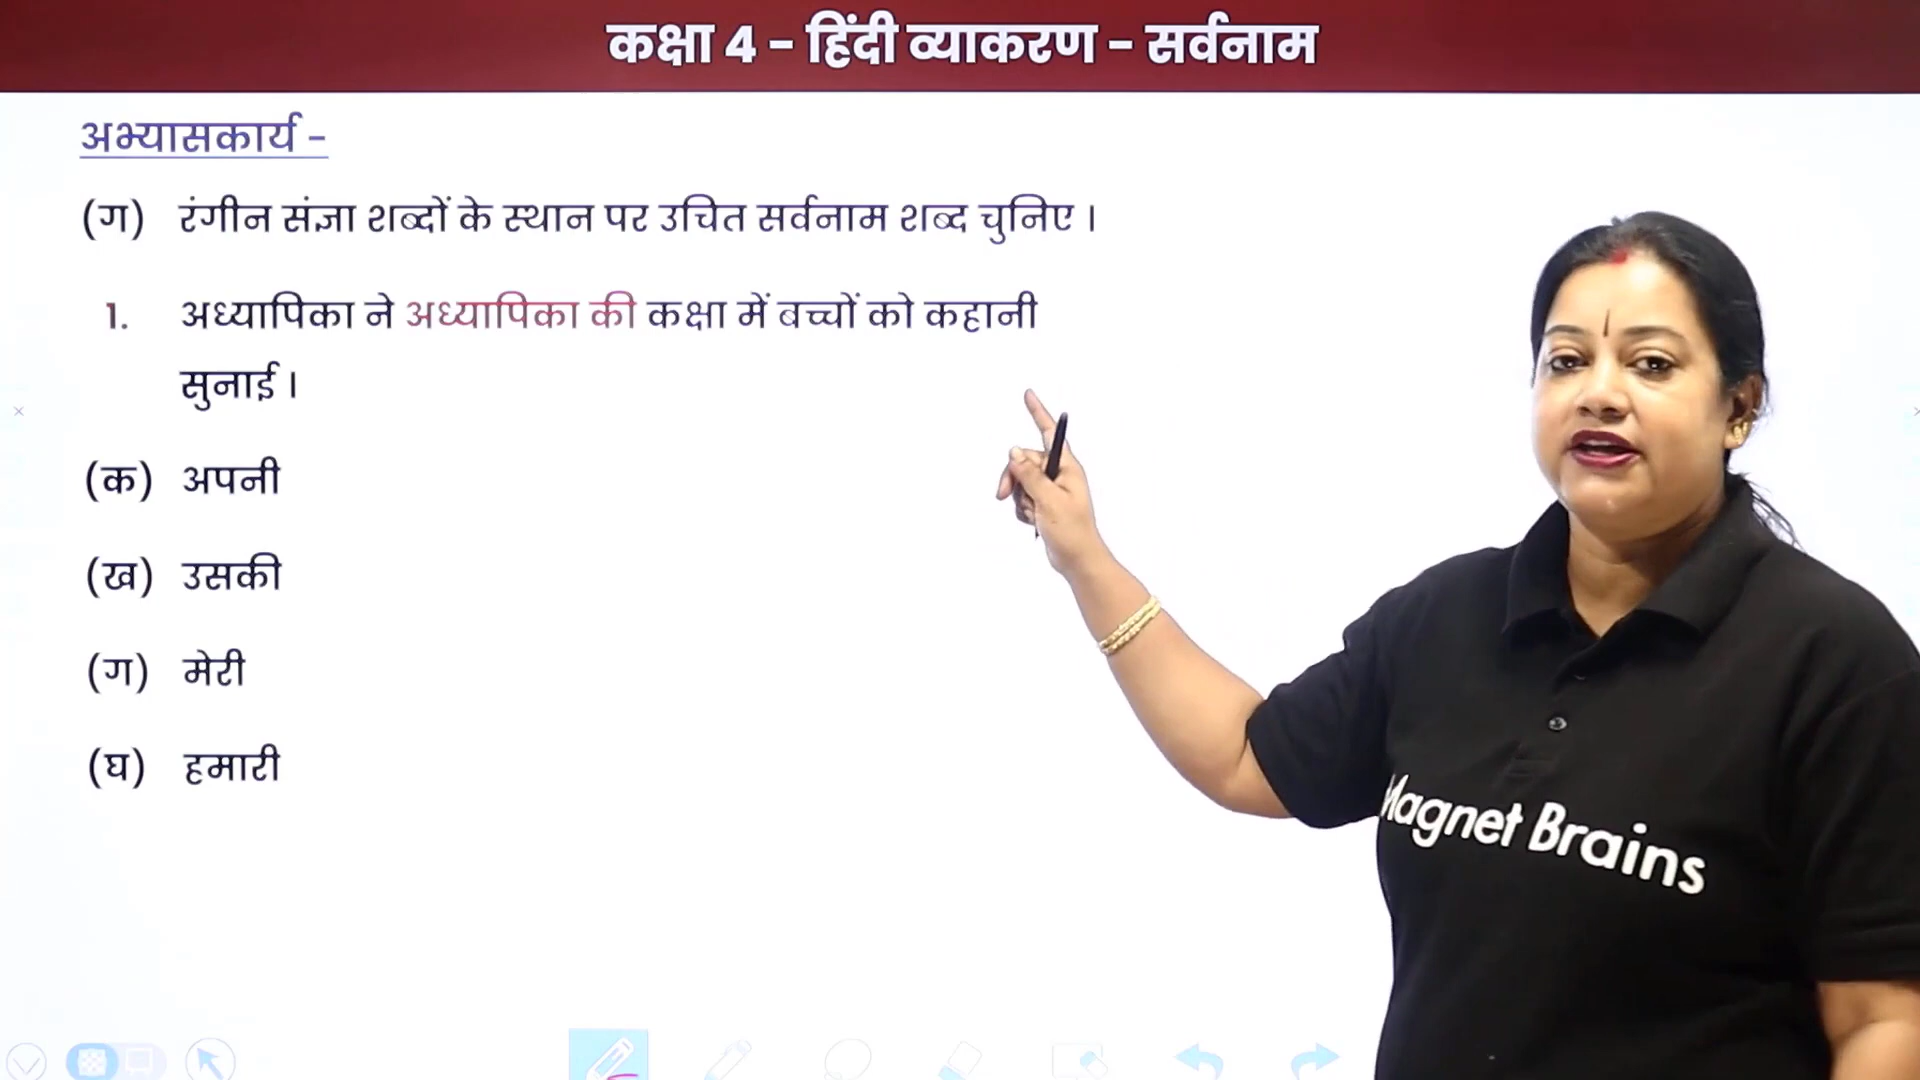 कक्षा 4 - हिंदी व्याकरण - सर्वनाम
अभ्यासकार्य -
(ग) रंगीन संज्ञा शब्दों के स्थान पर उचित सर्वनाम शब्द चुनिए ।
1. अध्यापिका ने अध्यापिका की कक्षा में बच्चों को कहानी
सुनाई ।
(क) अपनी
(ख) उसकी
(ग) मेरी
(घ) हमारी
Magnet Brains